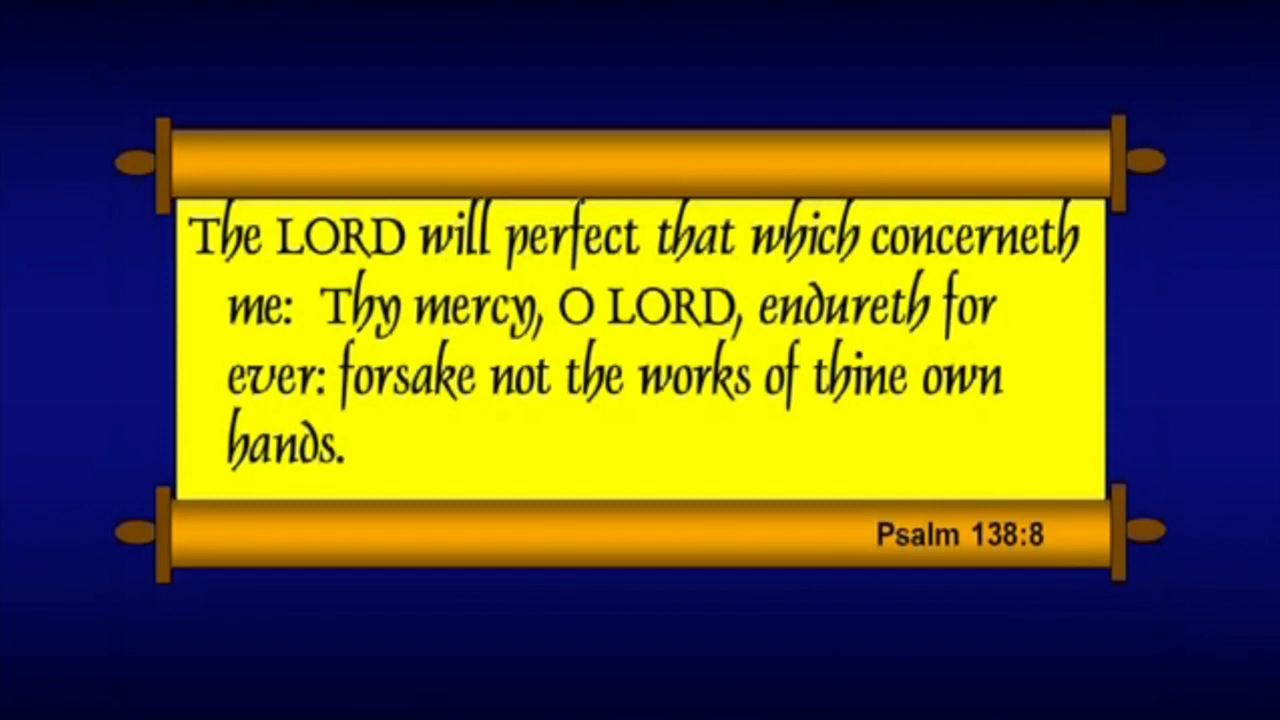 The LORD will perfect that which concerneth
me: Thy mercy, O LORD, endureth for
ever: forsake not the works of thine own
hands.
Psalm 138:8